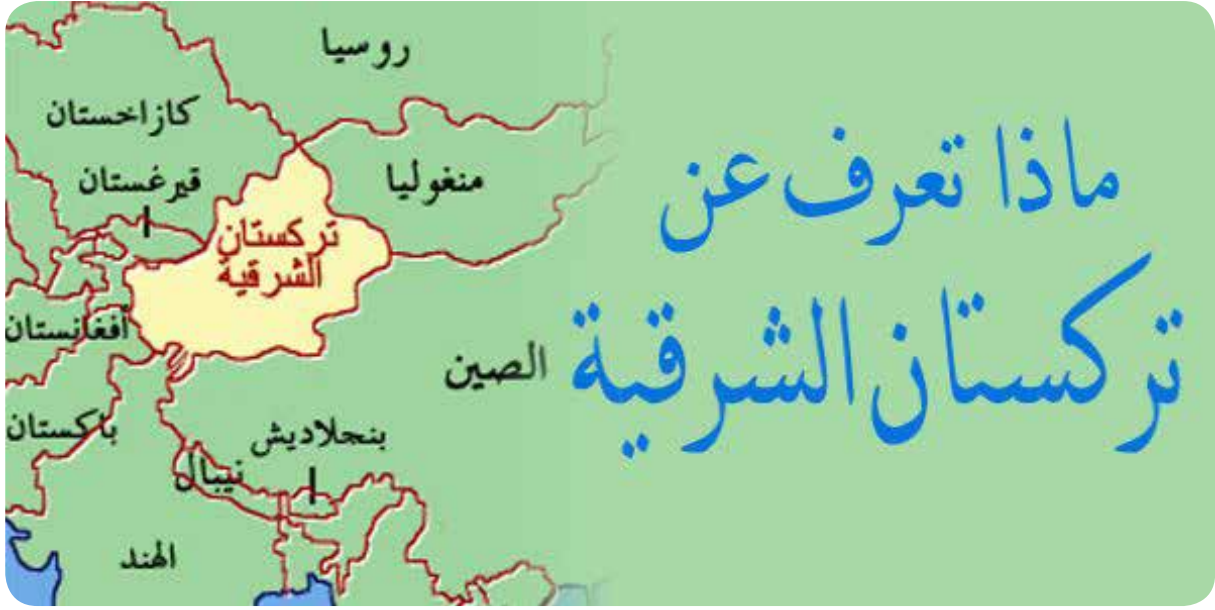 ماذا تعرف عن
تركستان الشرقية
روسيا
كازاخستان
منغوليا
قيرغستان
تركستان
الشرقية
أفغانستان
الصين
باكستان
بنجلاديش
نيبال
الهند